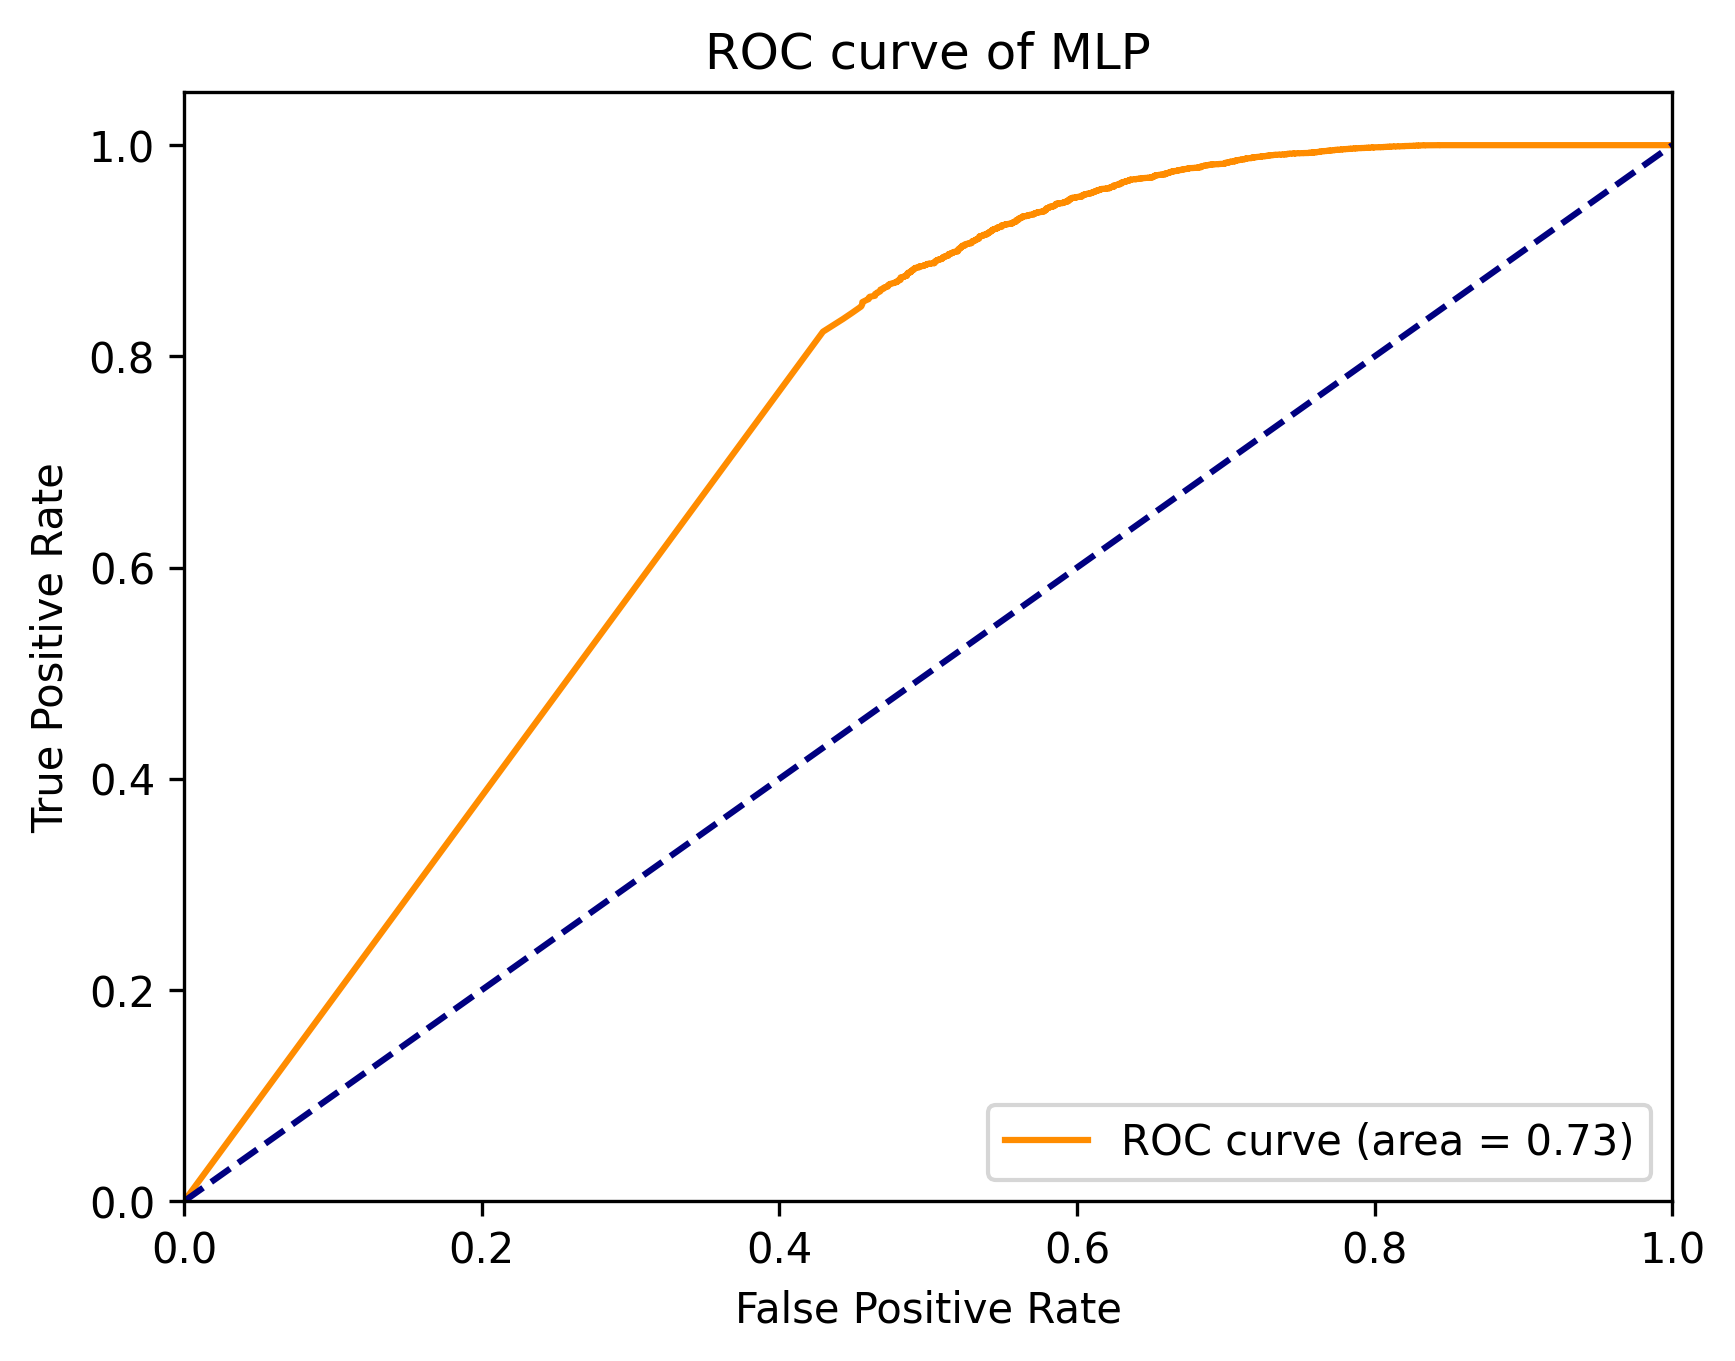 ROC curve of MLP
1.0
0.8
0.6
0.4
0.2
0.0
True Positive Rate
ROC curve (area = 0.73)
0.0 0.2 0.4 0.6 0.8 1.0
False Positive Rate